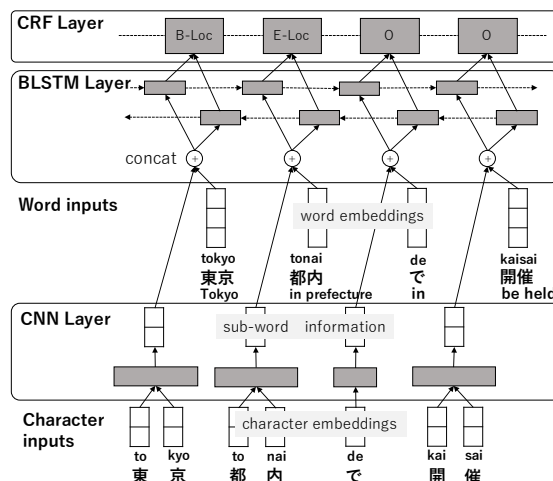 CRF Layer
B-Loc E-Loc O O
BLSTM Layer
concat
+ + + +
Word inputs
word embeddings
tokyo tonai de kaisai
東京 都内 で 開催
Tokyo in prefecture in be held
CNN Layer
sub-word information
Character
inputs
character embeddings
to kyo to nai de kai sai
東 京 都 内 で 開 催